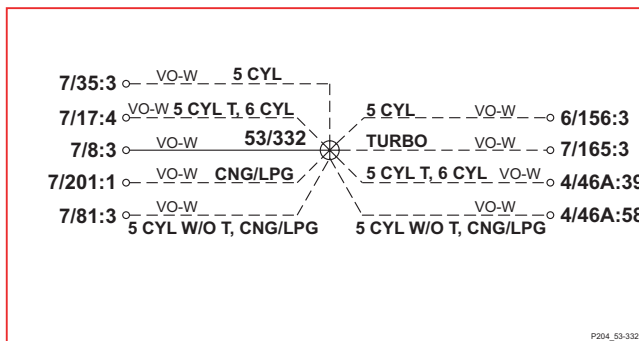 7/35:3 VO-W 5 CYL
7/17:4 VO-W 5 CYL T, 6 CYL
7/8:3 VO-W 53/332
7/201:1 VO-W CNG/LPG
7/81:3 VO-W
5 CYL W/O T, CNG/LPG
5 CYL VO-W 6/156:3
TURBO VO-W 7/165:3
5 CYL T, 6 CYL VO-W 4/46A:39
VO-W 4/46A:58
5 CYL W/O T, CNG/LPG
P204_53-332